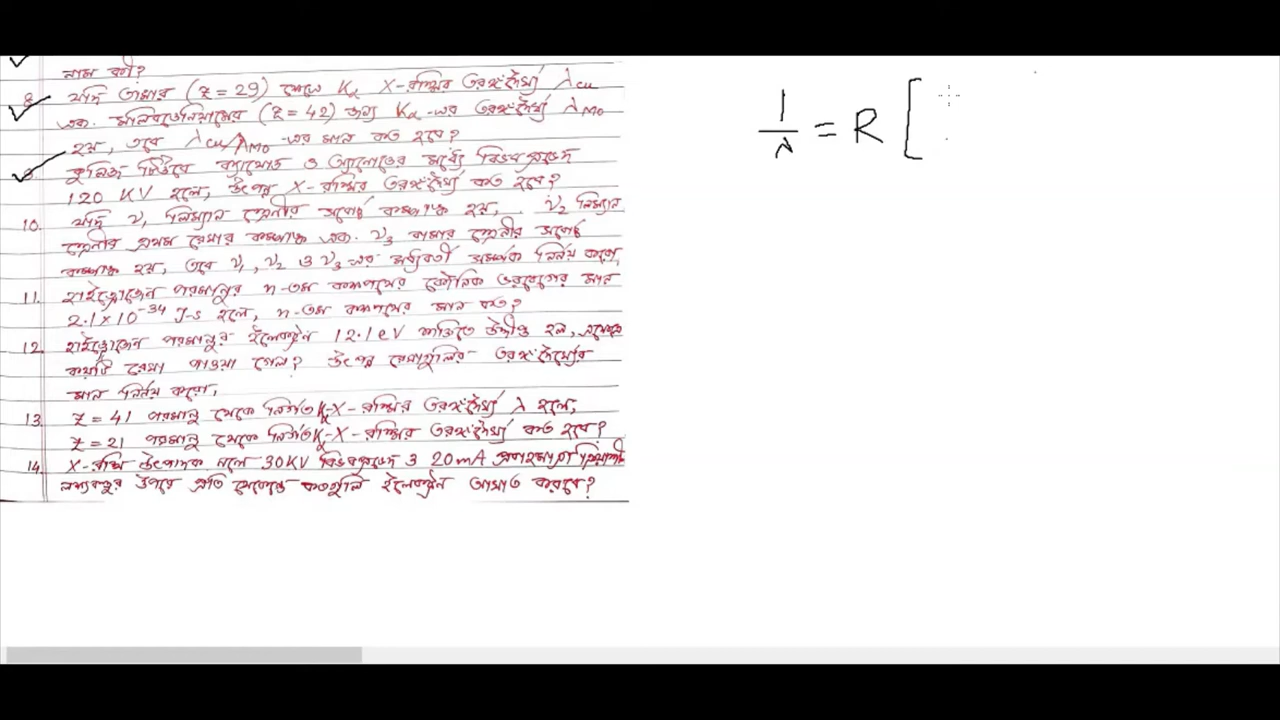 নাম কী?
8. যদি তামার (Z = 29) থেকে Kα X-রশ্মির তরঙ্গদৈর্ঘ্য λcu
এবং মলিবডেনিয়ামের (Z = 42) জন্য Kα-এর তরঙ্গদৈর্ঘ্য λMo
হয়, তবে λcu/λMo -এর মান কত হবে?
9. কুলিজ টিউবে ক্যাথোড ও অ্যানোডের মধ্যে বিভব প্রভেদ
120 KV হলে, উৎপন্ন X-রশ্মির তরঙ্গদৈর্ঘ্য কত হবে?
10. যদি ν₁ লিম্যান শ্রেণীর সর্বোচ্চ কম্পাঙ্ক হয়, ν₂ লিম্যান
শ্রেণীর প্রথম রেখার কম্পাঙ্ক এবং ν₃ বামার শ্রেণীর সর্বোচ্চ
কম্পাঙ্ক হয়, তবে ν₁, ν₂ ও ν₃-এর মধ্যবর্তী সম্পর্ক নির্ণয় করো,
11. হাইড্রোজেন পরমাণুর n-তম কক্ষপথের কৌনিক ভরবেগের মান
2.1×10⁻³⁴ J-s হলে, n-তম কক্ষপথের মান কত?
12. হাইড্রোজেন পরমাণুর ইলেকট্রন 12.1eV শক্তিতে উদ্দীপ্ত হল,
কয়টি রেখা পাওয়া গেল? উৎপন্ন রেখাগুলির তরঙ্গদৈর্ঘ্যের
মান নির্ণয় করো,
13. Z = 41 পরমাণু থেকে নির্গত Kα-X-রশ্মির তরঙ্গদৈর্ঘ্য λ হলে,
Z = 21 পরমাণু থেকে নির্গত Kα-X-রশ্মির তরঙ্গদৈর্ঘ্য কত হবে?
14. X-রশ্মি উৎপাদক নলে 30KV বিভবপ্রভেদ ও 20mA
লক্ষ্যবস্তুর উপরে প্রতি সেকেন্ডে কতগুলি ইলেকট্রন আঘাত করবে?
1/λ = R [